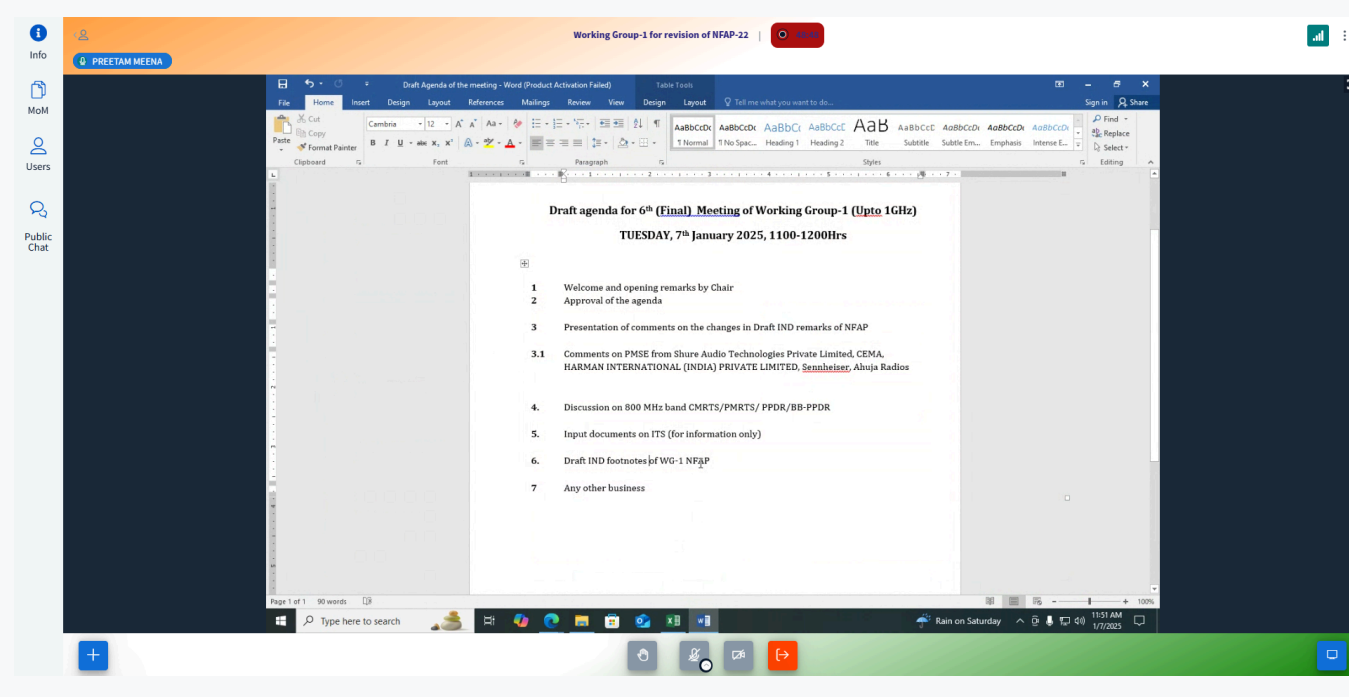 Info
MoM
Users
Public
Chat
Working Group-1 for revision of NFAP-22 |
PREETAM MEENA
Draft Agenda of the meeting - Word (Product Activation Failed)
Table Tools
File Home Insert Design Layout References Mailings Review View Design Layout Tell me what you want to do... Sign in Share
Paste
Cut
Copy
Format Painter
Clipboard
Cambria 12
Font
Paragraph
AaBbCcDc AaBbCcDc AaBbCc AaBbCcC AaB AaBbCcC AaBbCcDc AaBbCcDc AaBbCcDc
¶ Normal ¶ No Spac... Heading 1 Heading 2 Title Subtitle Subtle Em... Emphasis Intense E...
Styles
Find
Replace
Select
Editing
Draft agenda for 6th (Final) Meeting of Working Group-1 (Upto 1GHz)
TUESDAY, 7th January 2025, 1100-1200Hrs
1 Welcome and opening remarks by Chair
2 Approval of the agenda
3 Presentation of comments on the changes in Draft IND remarks of NFAP
3.1 Comments on PMSE from Shure Audio Technologies Private Limited, CEMA,
HARMAN INTERNATIONAL (INDIA) PRIVATE LIMITED, Sennheiser, Ahuja Radios
4. Discussion on 800 MHz band CMRTS/PMRTS/ PPDR/BB-PPDR
5. Input documents on ITS (for information only)
6. Draft IND footnotes of WG-1 NFAP
7 Any other business
Page 1 of 1 90 words
100%
Type here to search
Rain on Saturday
11:51 AM
1/7/2025